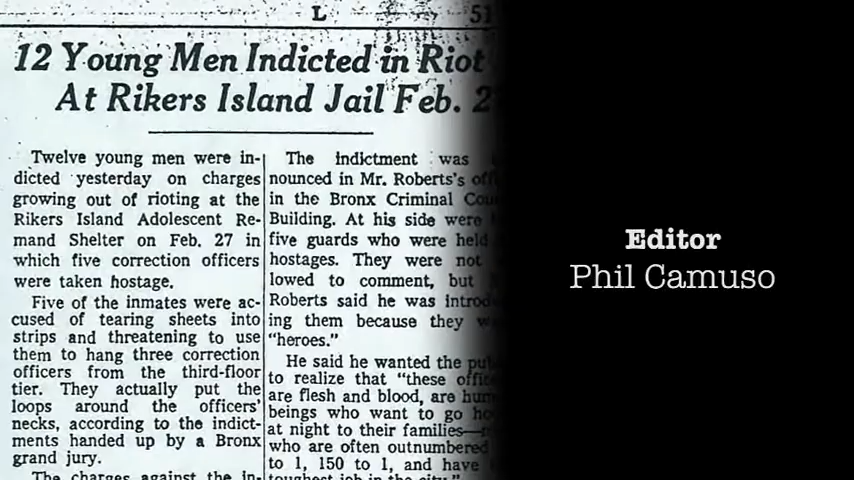 L
51
12 Young Men Indicted in Riot
At Rikers Island Jail Feb. 2
Twelve young men were in-
dicted yesterday on charges
growing out of rioting at the
Rikers Island Adolescent Re-
mand Shelter on Feb. 27 in
which five correction officers
were taken hostage.
Five of the inmates were ac-
cused of tearing sheets into
strips and threatening to use
them to hang three correction
officers from the third-floor
tier. They actually put the
loops around the officers'
necks, according to the indict-
ments handed up by a Bronx
grand jury.
The charges against the in-
The indictment was
nounced in Mr. Roberts's
in the Bronx Criminal
Building. At his side were
five guards who were held
hostages. They were not
lowed to comment, but
Roberts said he was
ing them because they
"heroes."
He said he wanted the
to realize that "these
are flesh and blood, are
beings who want to go
at night to their families—
who are often outnumbered
to 1, 150 to 1, and have
toughest job in the city."
Editor
Phil Camuso